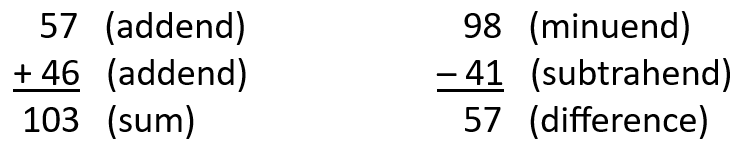 57 (addend)
+ 46 (addend)
103 (sum)
98 (minuend)
– 41 (subtrahend)
57 (difference)